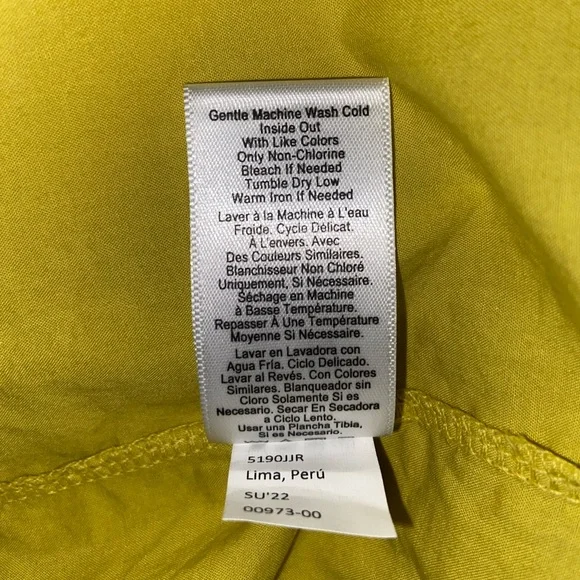 Gentle Machine Wash Cold
Inside Out
With Like Colors
Only Non-Chlorine
Bleach If Needed
Tumble Dry Low
Warm Iron If Needed
Laver à la Machine à L'eau
Froide. Cycle Délicat.
À L'envers. Avec
Des Couleurs Similaires.
Blanchisseur Non Chloré
Uniquement, Si Nécessaire.
Séchage en Machine
à Basse Température.
Repasser À Une Température
Moyenne Si Nécessaire.
Lavar en Lavadora con
Agua Fría. Ciclo Delicado.
Lavar al Revés. Con Colores
Similares. Blanqueador sin
Cloro Solamente Si es
Necesario. Secar En Secadora
a Ciclo Lento.
Usar una Plancha Tibia,
Si es Necesario.
5190JJR
Lima, Perú
SU'22
00973-00